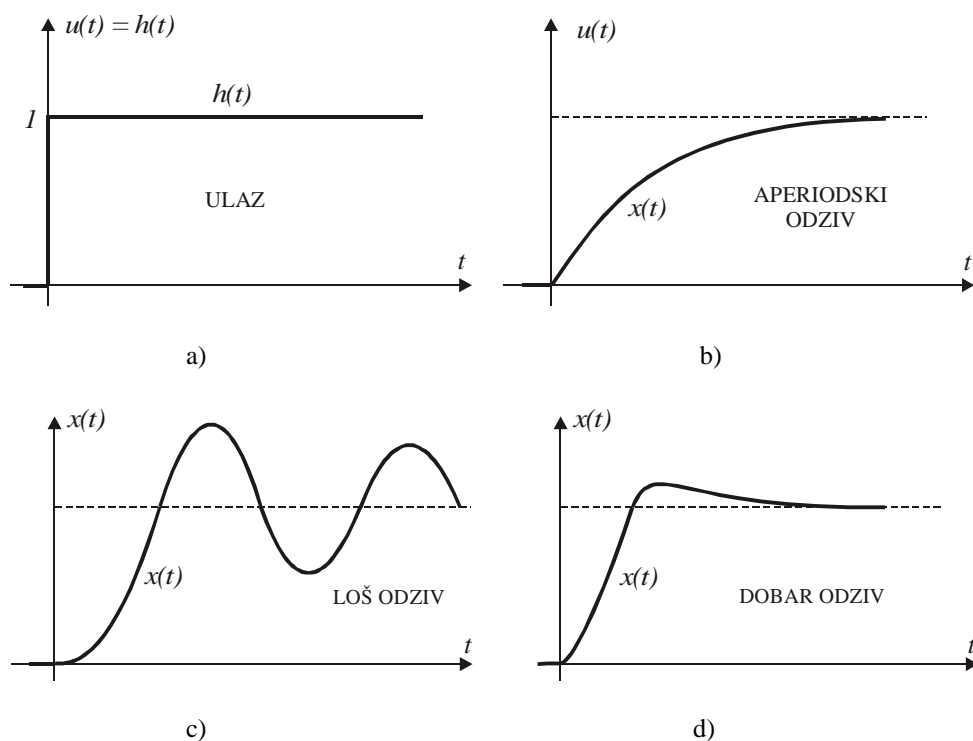 u(t) = h(t)
h(t)
1
ULAZ
t
a)
u(t)
x(t)
APERIODSKI
ODZIV
t
b)
x(t)
x(t)
LOŠ ODZIV
t
c)
x(t)
x(t)
DOBAR ODZIV
t
d)